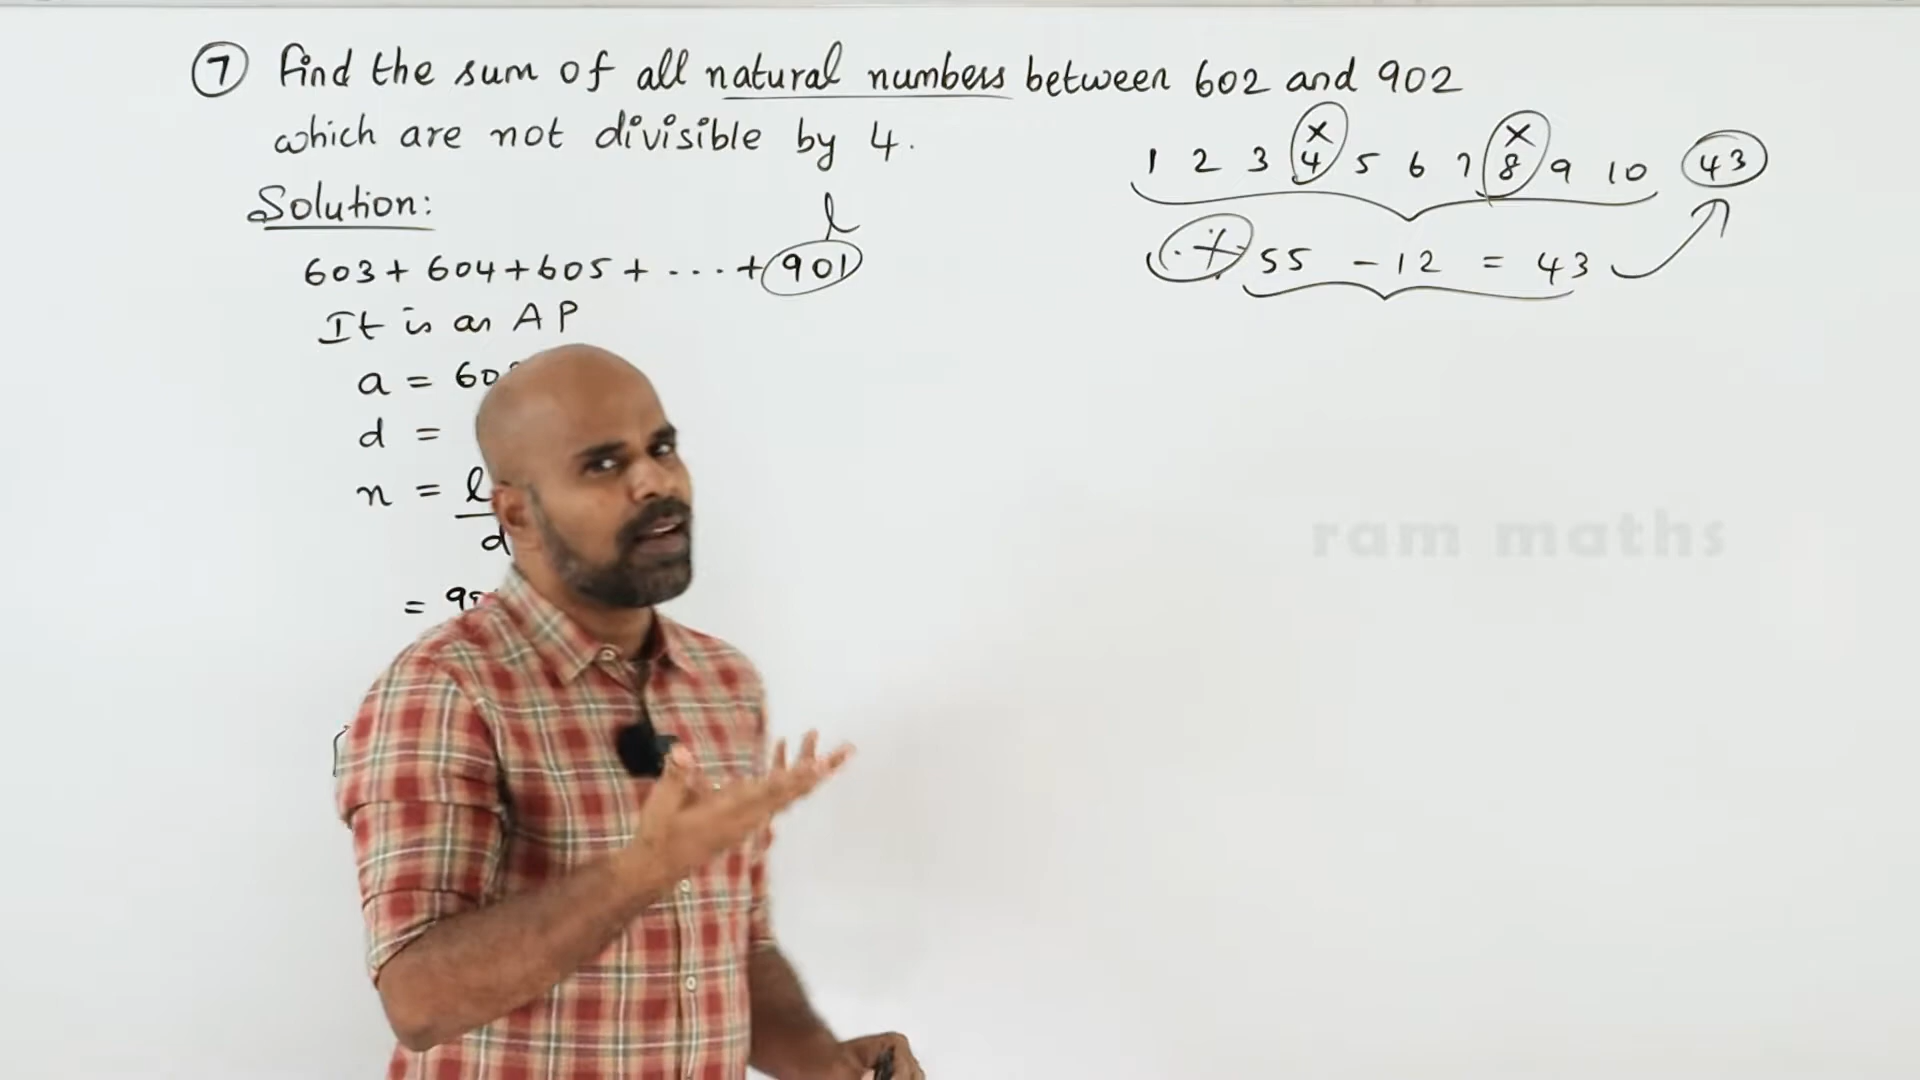 7 Find the sum of all natural numbers between 602 and 902
which are not divisible by 4.
Solution:
l
603 + 604 + 605 + ... + 901
It is an AP
a = 60
d =
n = l
d
=
x x
1 2 3 4 5 6 7 8 9 10 43
55 - 12 = 43
ram maths